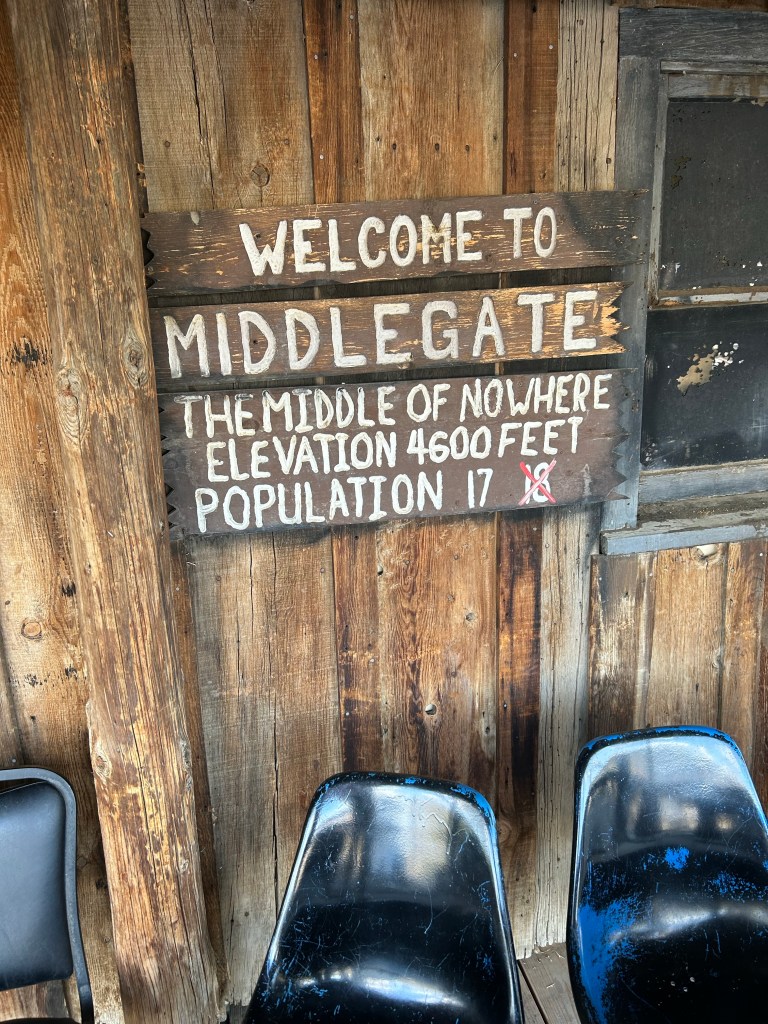 WELCOME TO
MIDDLEGATE
THE MIDDLE OF NOWHERE
ELEVATION 4600 FEET
POPULATION 17 18